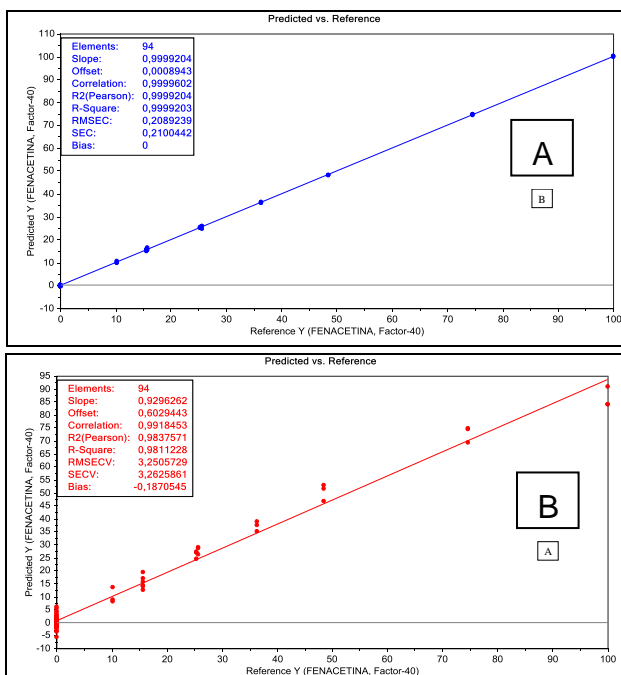 Predicted vs. Reference
110
100
90
80
70
60
50
40
30
20
10
0
-10
Predicted Y (FENACETINA, Factor-40)
Elements: 94
Slope: 0,9999204
Offset: 0,0008943
Correlation: 0,9999602
R2(Pearson): 0,9999204
R-Square: 0,9999203
RMSEC: 0,2089239
SEC: 0,2100442
Bias: 0
A
B
0 10 20 30 40 50 60 70 80 90 100
Reference Y (FENACETINA, Factor-40)
Predicted vs. Reference
95
90
85
80
75
70
65
60
55
50
45
40
35
30
25
20
15
10
5
0
-5
-10
Predicted Y (FENACETINA, Factor-40)
Elements: 94
Slope: 0,9296262
Offset: 0,6029443
Correlation: 0,9918453
R2(Pearson): 0,9837571
R-Square: 0,9811228
RMSECV: 3,2505729
SECV: 3,2625861
Bias: -0,1870545
B
A
0 10 20 30 40 50 60 70 80 90 100
Reference Y (FENACETINA, Factor-40)